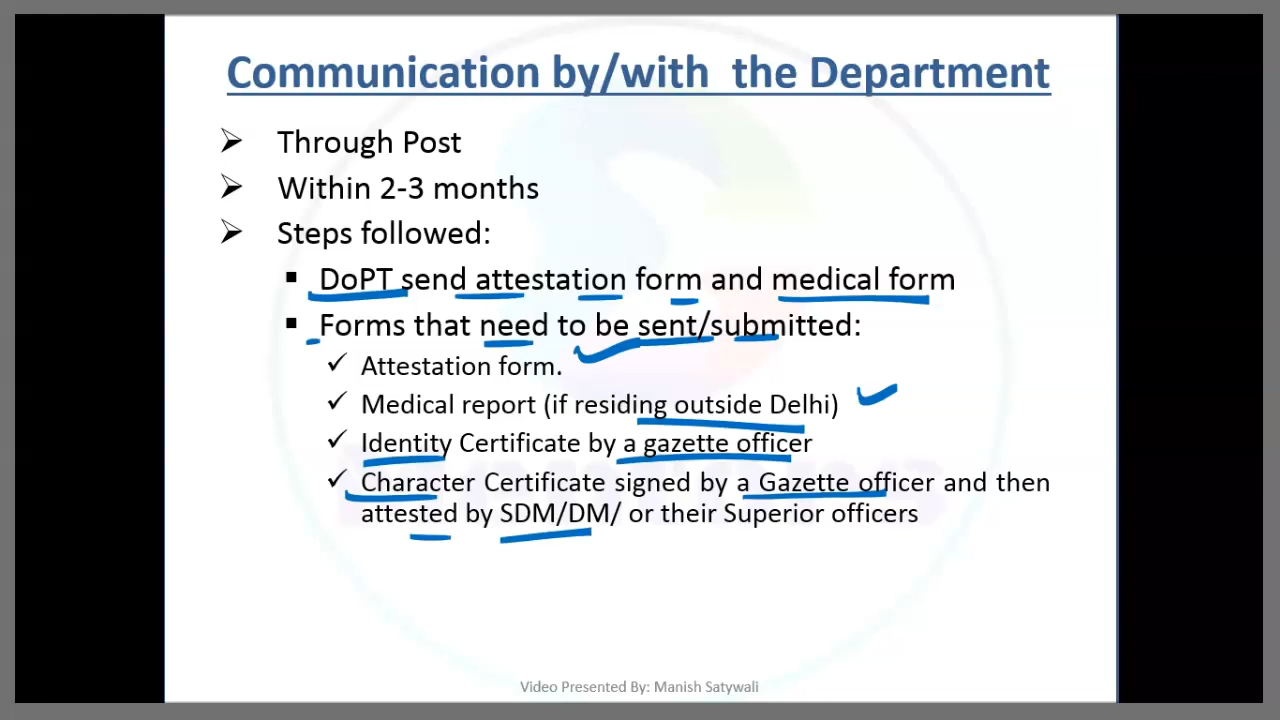 Communication by/with the Department
Through Post
Within 2-3 months
Steps followed:
DoPT send attestation form and medical form
Forms that need to be sent/submitted:
Attestation form.
Medical report (if residing outside Delhi)
Identity Certificate by a gazette officer
Character Certificate signed by a Gazette officer and then
attested by SDM/DM/ or their Superior officers
Video Presented By: Manish Satywali